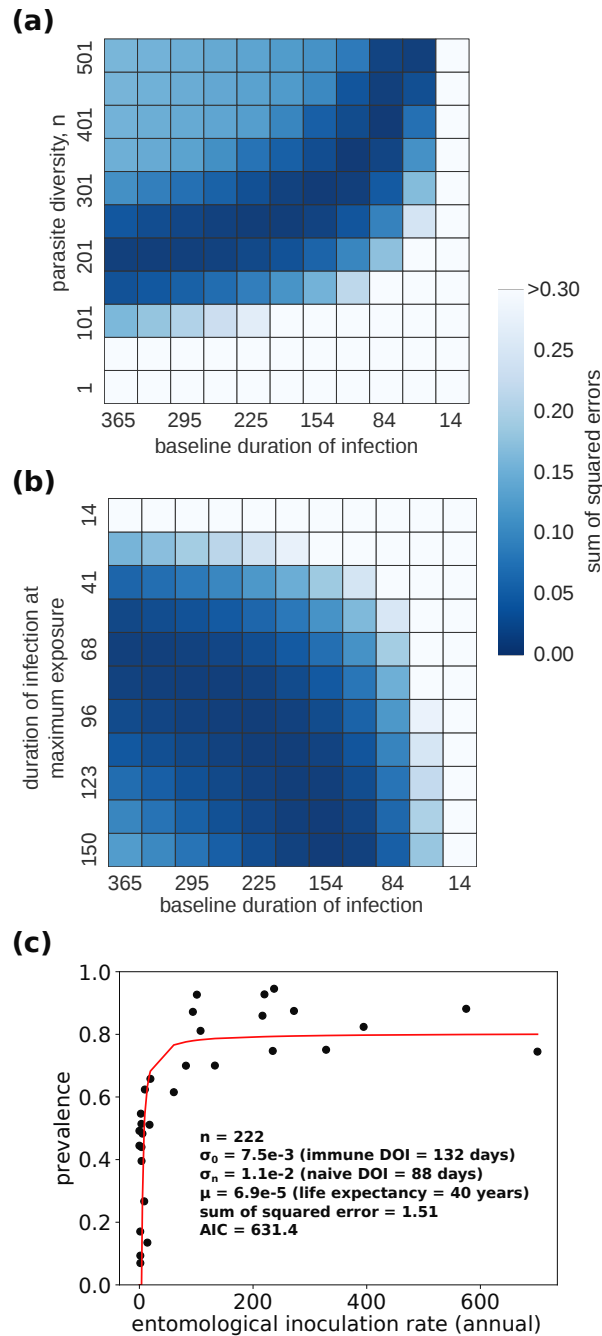 (a)
parasite diversity, n
501
401
301
201
101
1
365 295 225 154 84 14
baseline duration of infection
>0.30
0.25
0.20
0.15
0.10
0.05
0.00
sum of squared errors
(b)
duration of infection at
maximum exposure
14
41
68
96
123
150
365 295 225 154 84 14
baseline duration of infection
(c)
prevalence
1.0
0.8
0.6
0.4
0.2
0.0
n = 222
σ₀ = 7.5e-3 (immune DOI = 132 days)
σₙ = 1.1e-2 (naive DOI = 88 days)
μ = 6.9e-5 (life expectancy = 40 years)
sum of squared error = 1.51
AIC = 631.4
0 200 400 600
entomological inoculation rate (annual)